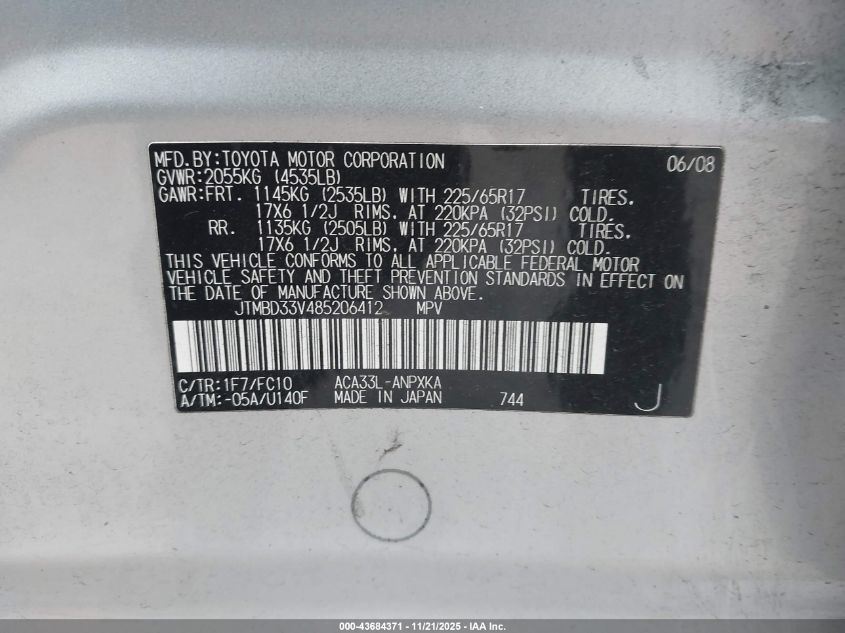 MFD.BY:TOYOTA MOTOR CORPORATION 06/08
GVWR:2055KG (4535LB)
GAWR:FRT. 1145KG (2535LB) WITH 225/65R17 TIRES.
17X6 1/2J RIMS, AT 220KPA (32PSI) COLD.
RR. 1135KG (2505LB) WITH 225/65R17 TIRES.
17X6 1/2J RIMS, AT 220KPA (32PSI) COLD.
THIS VEHICLE CONFORMS TO ALL APPLICABLE FEDERAL MOTOR
VEHICLE SAFETY AND THEFT PREVENTION STANDARDS IN EFFECT ON
THE DATE OF MANUFACTURE SHOWN ABOVE.
JTMBD33V485206412 MPV
C/TR:1F7/FC10 ACA33L-ANPXKA
A/TM:-05A/U140F MADE IN JAPAN 744 J
000-43684371 - 11/21/2025 - IAA Inc.